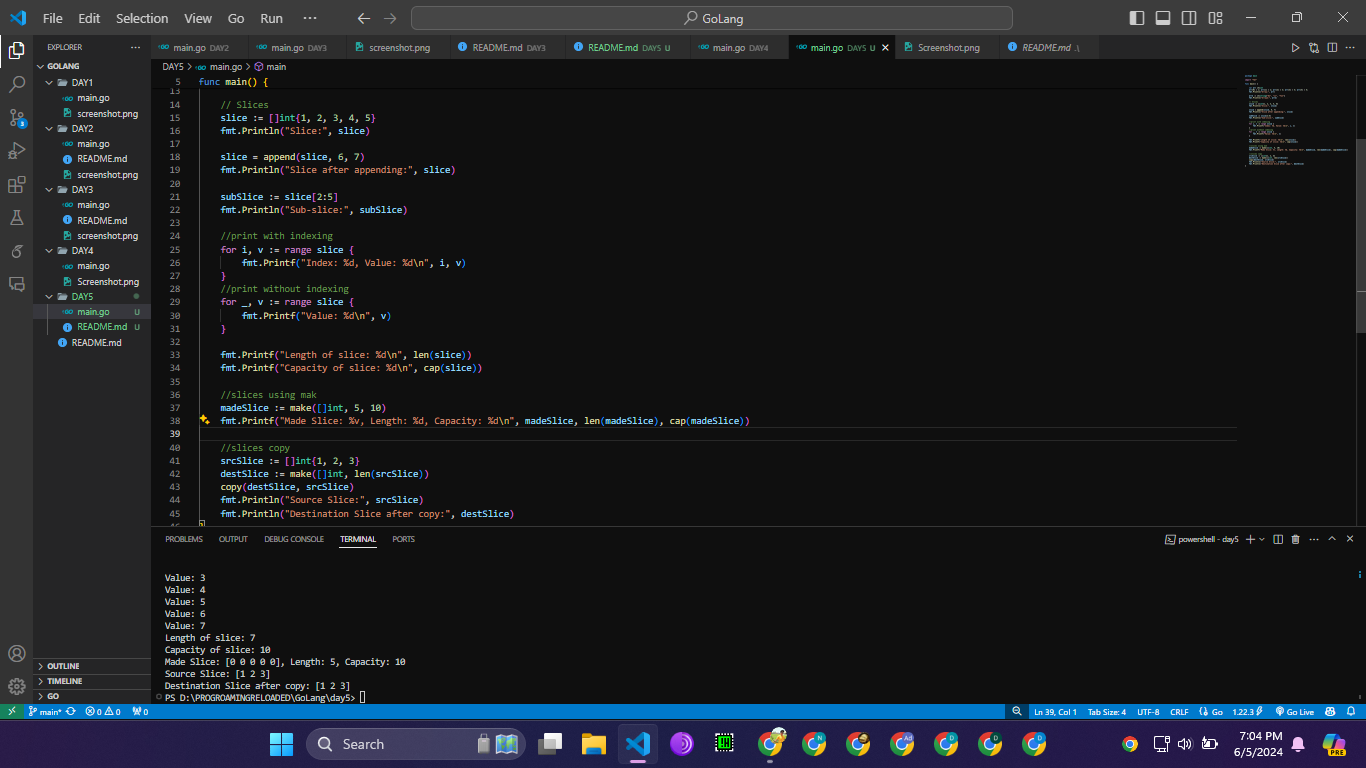 File Edit Selection View Go Run ··· GoLang
EXPLORER ···
GOLANG
DAY1
main.go
screenshot.png
DAY2
main.go
README.md
screenshot.png
DAY3
main.go
README.md
screenshot.png
DAY4
main.go
Screenshot.png
DAY5
main.go U
README.md U
README.md
OUTLINE
TIMELINE
GO
3
main.go DAY2 main.go DAY3 screenshot.png README.md DAY3 README.md DAY5 U main.go DAY4 main.go DAY5 U Screenshot.png README.md .\
DAY5 > main.go > main
5 func main() {
13
14 // Slices
15 slice := []int{1, 2, 3, 4, 5}
16 fmt.Println("Slice:", slice)
17
18 slice = append(slice, 6, 7)
19 fmt.Println("Slice after appending:", slice)
20
21 subSlice := slice[2:5]
22 fmt.Println("Sub-slice:", subSlice)
23
24 //print with indexing
25 for i, v := range slice {
26 fmt.Printf("Index: %d, Value: %d\n", i, v)
27 }
28 //print without indexing
29 for _, v := range slice {
30 fmt.Printf("Value: %d\n", v)
31 }
32
33 fmt.Printf("Length of slice: %d\n", len(slice))
34 fmt.Printf("Capacity of slice: %d\n", cap(slice))
35
36 //slices using mak
37 madeSlice := make([]int, 5, 10)
38 fmt.Printf("Made Slice: %v, Length: %d, Capacity: %d\n", madeSlice, len(madeSlice), cap(madeSlice))
39
40 //slices copy
41 srcSlice := []int{1, 2, 3}
42 destSlice := make([]int, len(srcSlice))
43 copy(destSlice, srcSlice)
44 fmt.Println("Source Slice:", srcSlice)
45 fmt.Println("Destination Slice after copy:", destSlice)
PROBLEMS OUTPUT DEBUG CONSOLE TERMINAL PORTS powershell - day5
Value: 3
Value: 4
Value: 5
Value: 6
Value: 7
Length of slice: 7
Capacity of slice: 10
Made Slice: [0 0 0 0 0], Length: 5, Capacity: 10
Source Slice: [1 2 3]
Destination Slice after copy: [1 2 3]
PS D:\PROGROAMINGRELOADED\GoLang\day5>
main* 0 0 0 Ln 39, Col 1 Tab Size: 4 UTF-8 CRLF Go 1.22.3 Go Live
Search 7:04 PM
6/5/2024
PRE